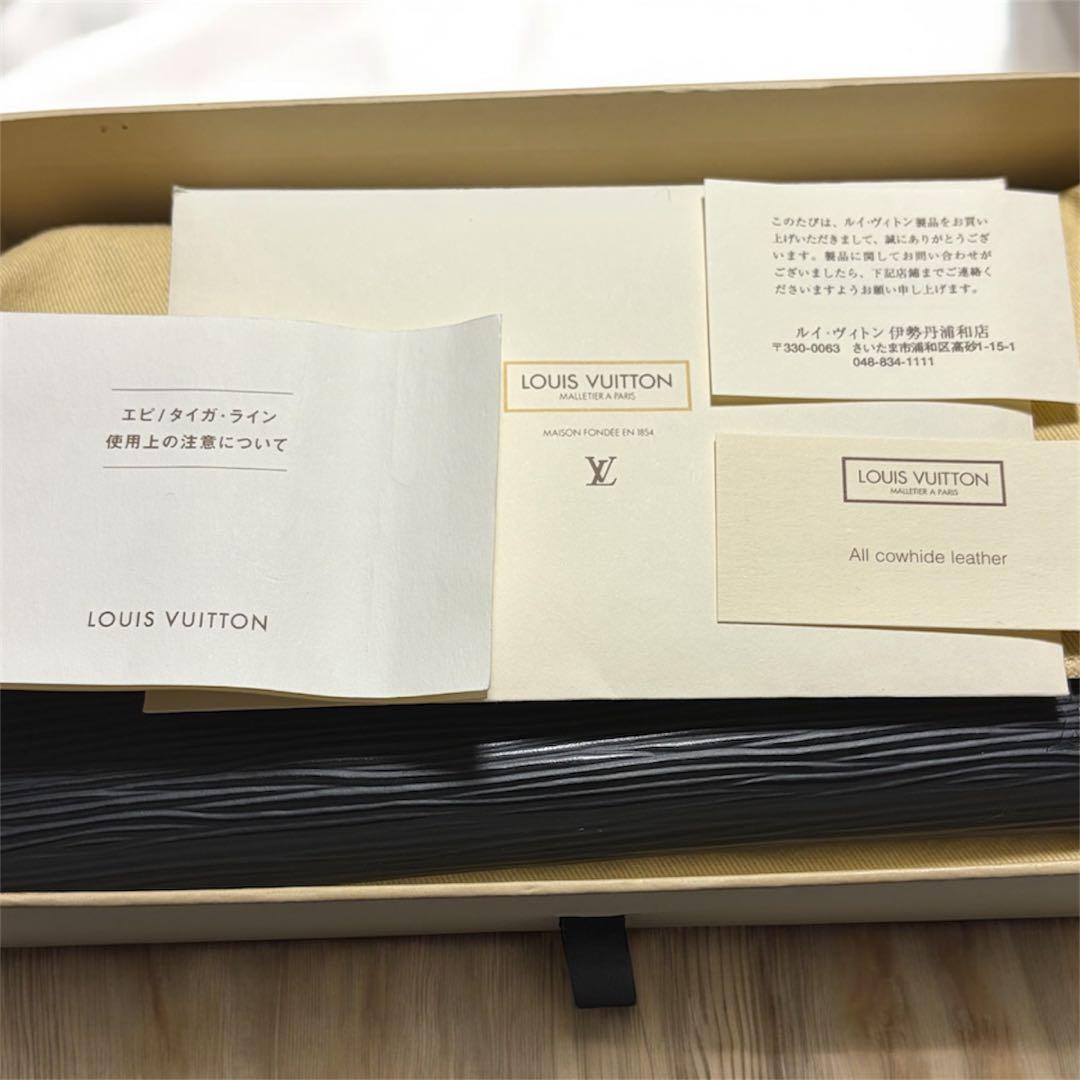 このたびは、ルイ・ヴィトン製品をお買い
上げいただきまして、誠にありがとうござ
います。製品に関してお問い合わせが
ございましたら、下記店舗までご連絡く
ださいますようお願い申し上げます。
ルイ・ヴィトン 伊勢丹浦和店
〒330-0063 さいたま市浦和区高砂1-15-1
048-834-1111
エピ/タイガ・ライン
使用上の注意について
LOUIS VUITTON
LOUIS VUITTON
MALLETIER A PARIS
MAISON FONDÉE EN 1854
LV
LOUIS VUITTON
MALLETIER A PARIS
All cowhide leather